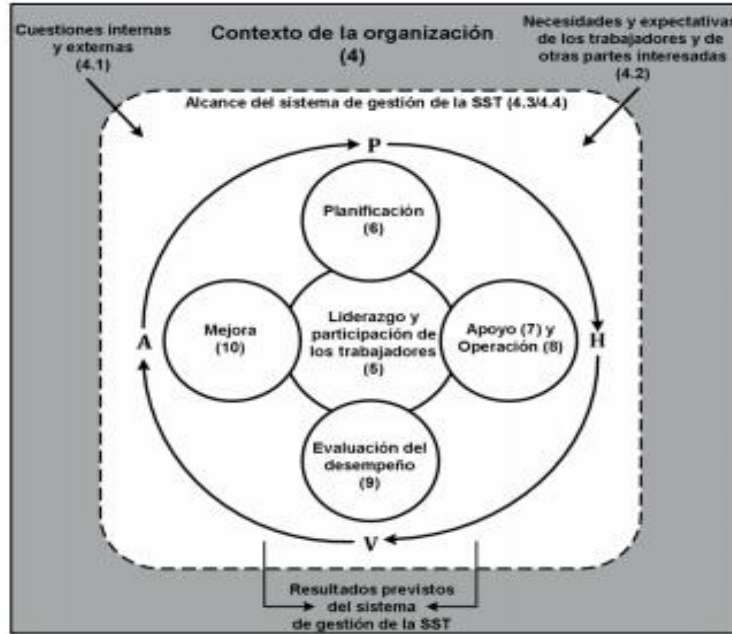 Cuestiones internas
y externas
(4.1)
Contexto de la organización
(4)
Necesidades y expectativas
de los trabajadores y de
otras partes interesadas
(4.2)
Alcance del sistema de gestión de la SST (4.3/4.4)
P
Planificación
(6)
A
Mejora
(10)
Liderazgo y
participación de
los trabajadores
(5)
Apoyo (7) y
Operación (8)
H
Evaluación del
desempeño
(9)
V
Resultados previstos
del sistema
de gestión de la SST